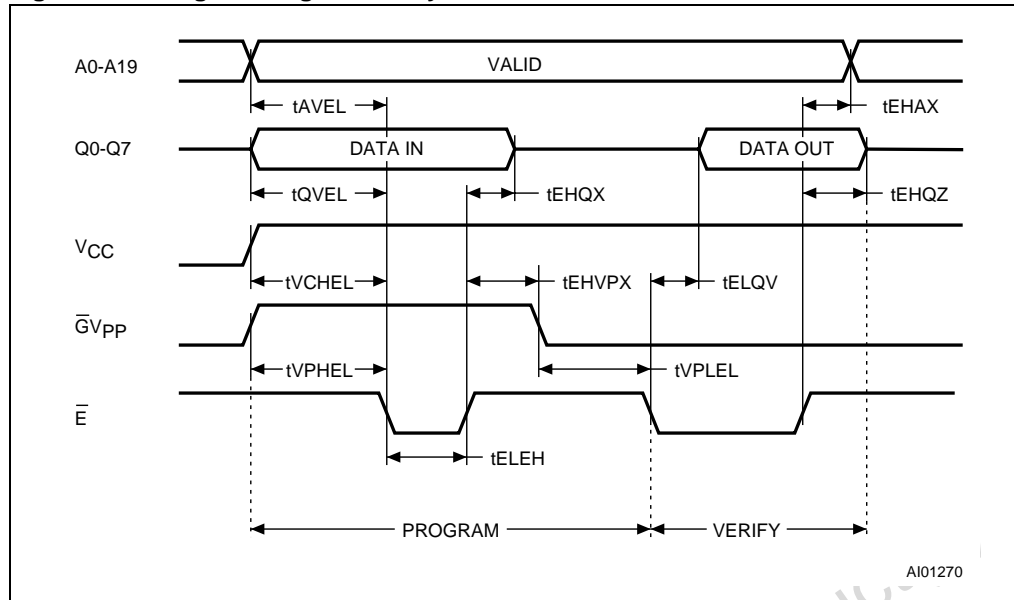 A0-A19
VALID
tAVEL
tEHAX
Q0-Q7
DATA IN
DATA OUT
tQVEL
tEHQX
tEHQZ
VCC
tVCHEL
tEHVPX
tELQV
G̅VPP
tVPHEL
tVPLEL
E̅
tELEH
PROGRAM
VERIFY
AI01270